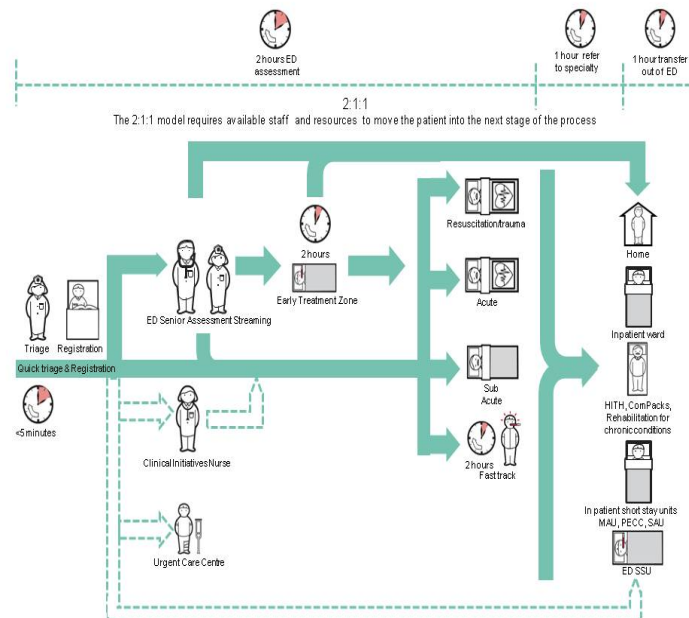 2 hours ED
assessment
1 hour refer
to specialty
1 hour transfer
out of ED
2:1:1
The 2:1:1 model requires available staff and resources to move the patient into the next stage of the process
Resuscitation/trauma
Home
2 hours
Early Treatment Zone
ED Senior Assessment Streaming
Acute
Triage
Registration
Inpatient ward
Quick triage & Registration
Sub
Acute
<5 minutes
HITH, ComPacks,
Rehabilitation for
chronic conditions
Clinical Initiatives Nurse
2 hours
Fast track
In patient short stay units
MAU, PECC, SAU
Urgent Care Centre
ED SSU